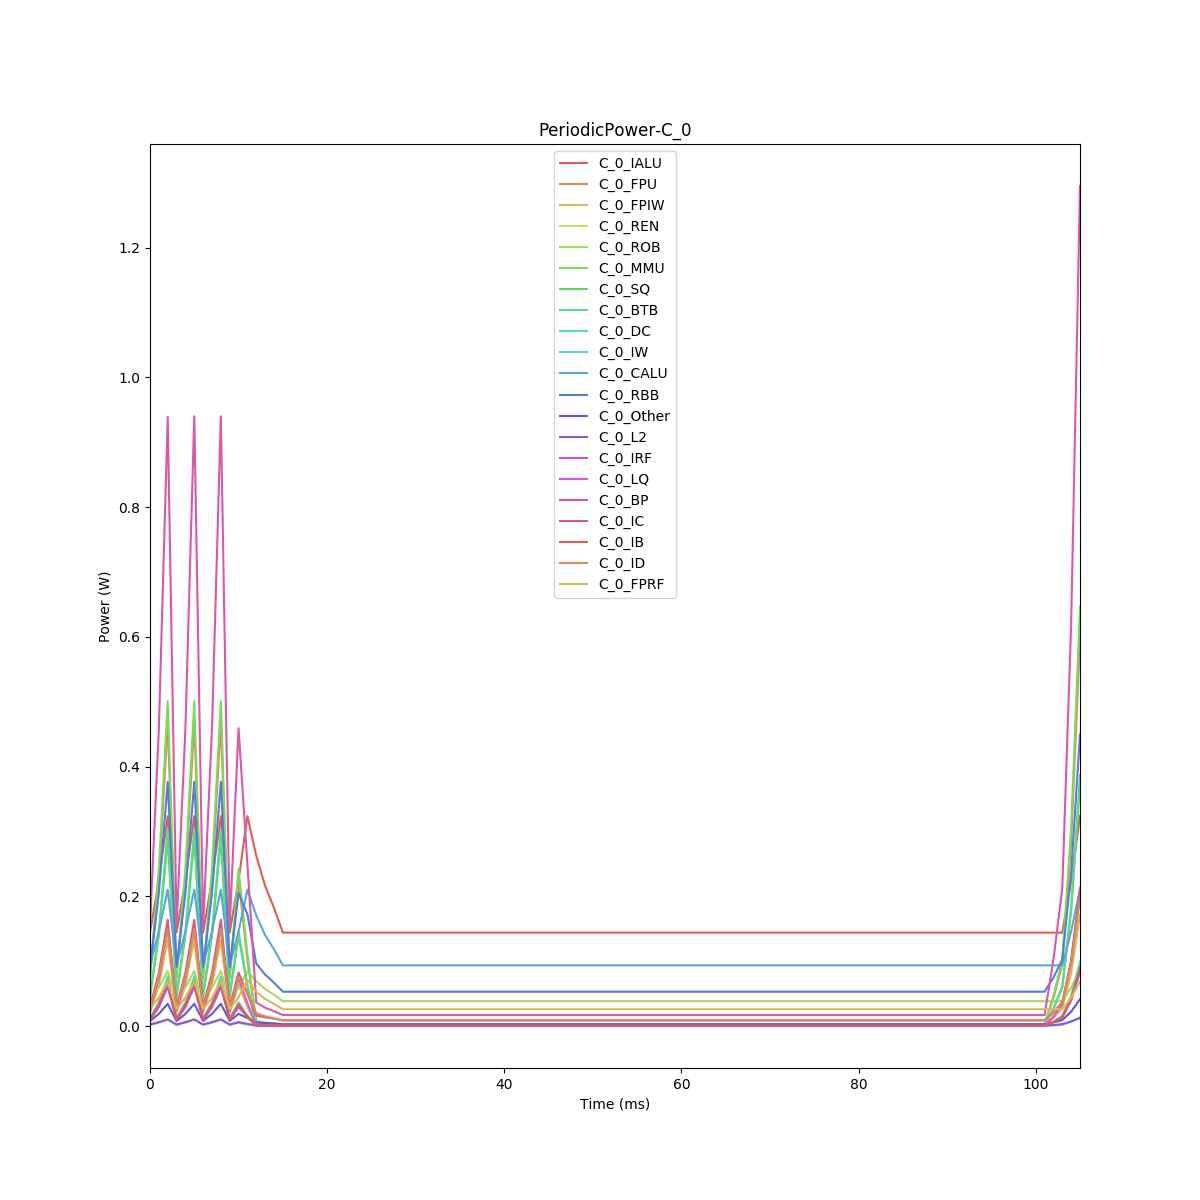 PeriodicPower-C_0
C_0_IALU
C_0_FPU
C_0_FPIW
C_0_REN
C_0_ROB
C_0_MMU
C_0_SQ
C_0_BTB
C_0_DC
C_0_IW
C_0_CALU
C_0_RBB
C_0_Other
C_0_L2
C_0_IRF
C_0_LQ
C_0_BP
C_0_IC
C_0_IB
C_0_ID
C_0_FPRF
1.2
1.0
0.8
0.6
0.4
0.2
0.0
Power (W)
0 20 40 60 80 100
Time (ms)